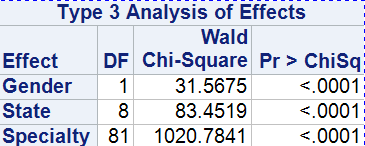 Type 3 Analysis of Effects
Wald
Effect DF Chi-Square Pr > ChiSq
Gender 1 31.5675 <.0001
State 8 83.4519 <.0001
Specialty 81 1020.7841 <.0001